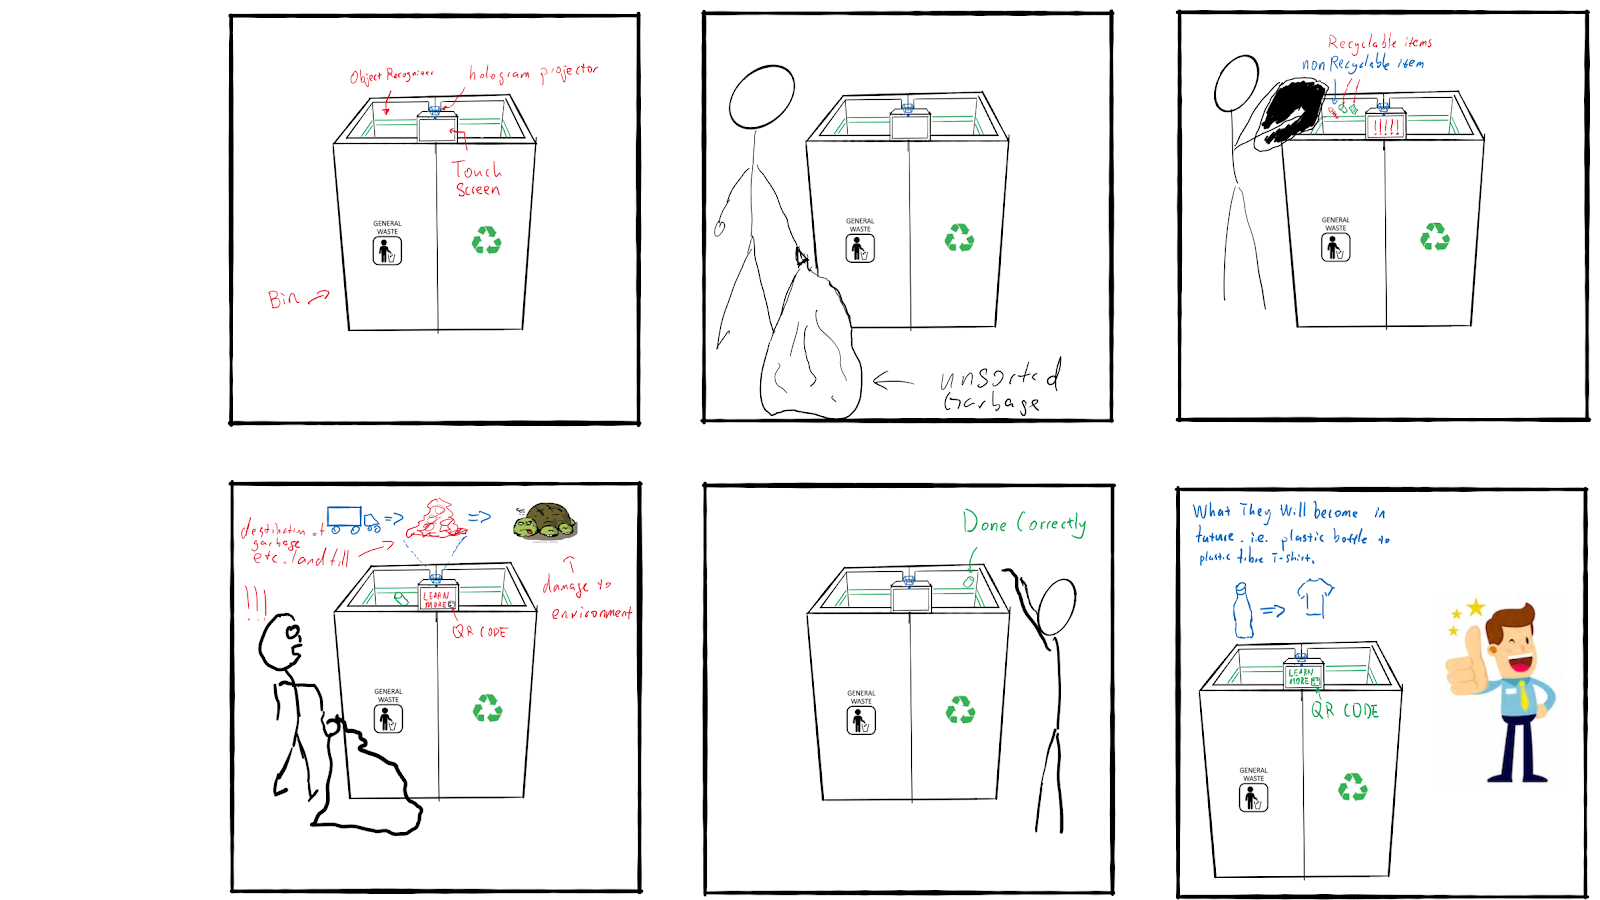 Object Recogniser
hologram projector
Touch
Screen
GENERAL
WASTE
Bin
GENERAL
WASTE
unsorted
Garbage
Recyclable items
non Recyclable item
!!!!!
GENERAL
WASTE
destination of
garbage
etc. landfill
!!!
LEARN
MORE
damage to
environment
QR CODE
GENERAL
WASTE
Done Correctly
GENERAL
WASTE
What They Will become in
future. i.e. plastic bottle to
plastic fibre T-shirt.
LEARN
MORE
QR CODE
GENERAL
WASTE